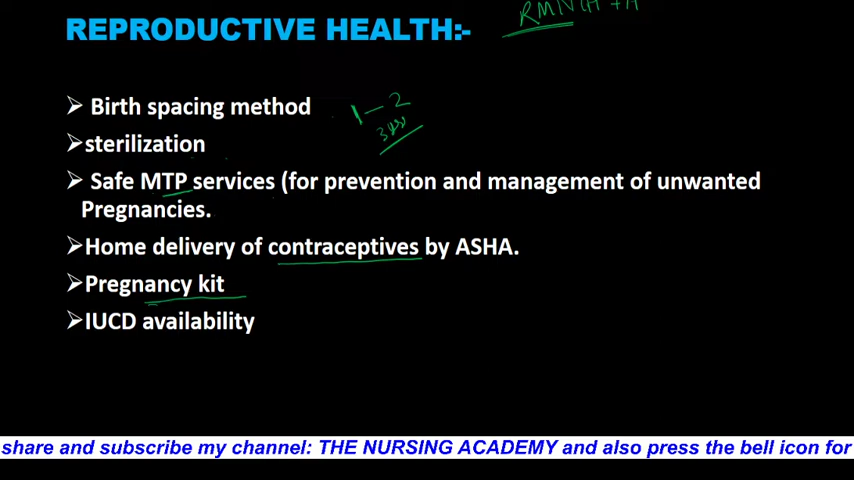 RMNCH+A
REPRODUCTIVE HEALTH:-
➢ Birth spacing method 1 — 2
3 yrs
➢sterilization
➢ Safe MTP services (for prevention and management of unwanted
Pregnancies.
➢Home delivery of contraceptives by ASHA.
➢Pregnancy kit
➢IUCD availability
share and subscribe my channel: THE NURSING ACADEMY and also press the bell icon for